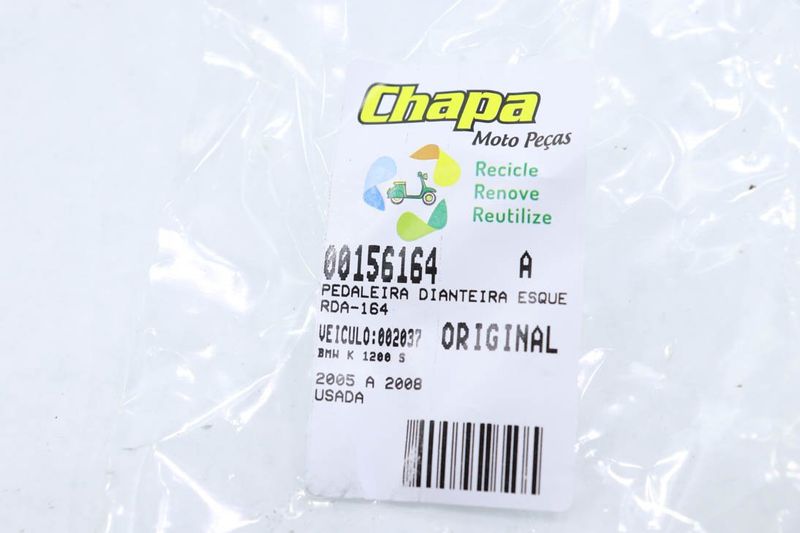 Chapa
Moto Peças
Recicle
Renove
Reutilize
00156164 A
PEDALEIRA DIANTEIRA ESQUE
RDA-164
VEICULO:002037 ORIGINAL
BMW K 1200 S
2005 A 2008
USADA